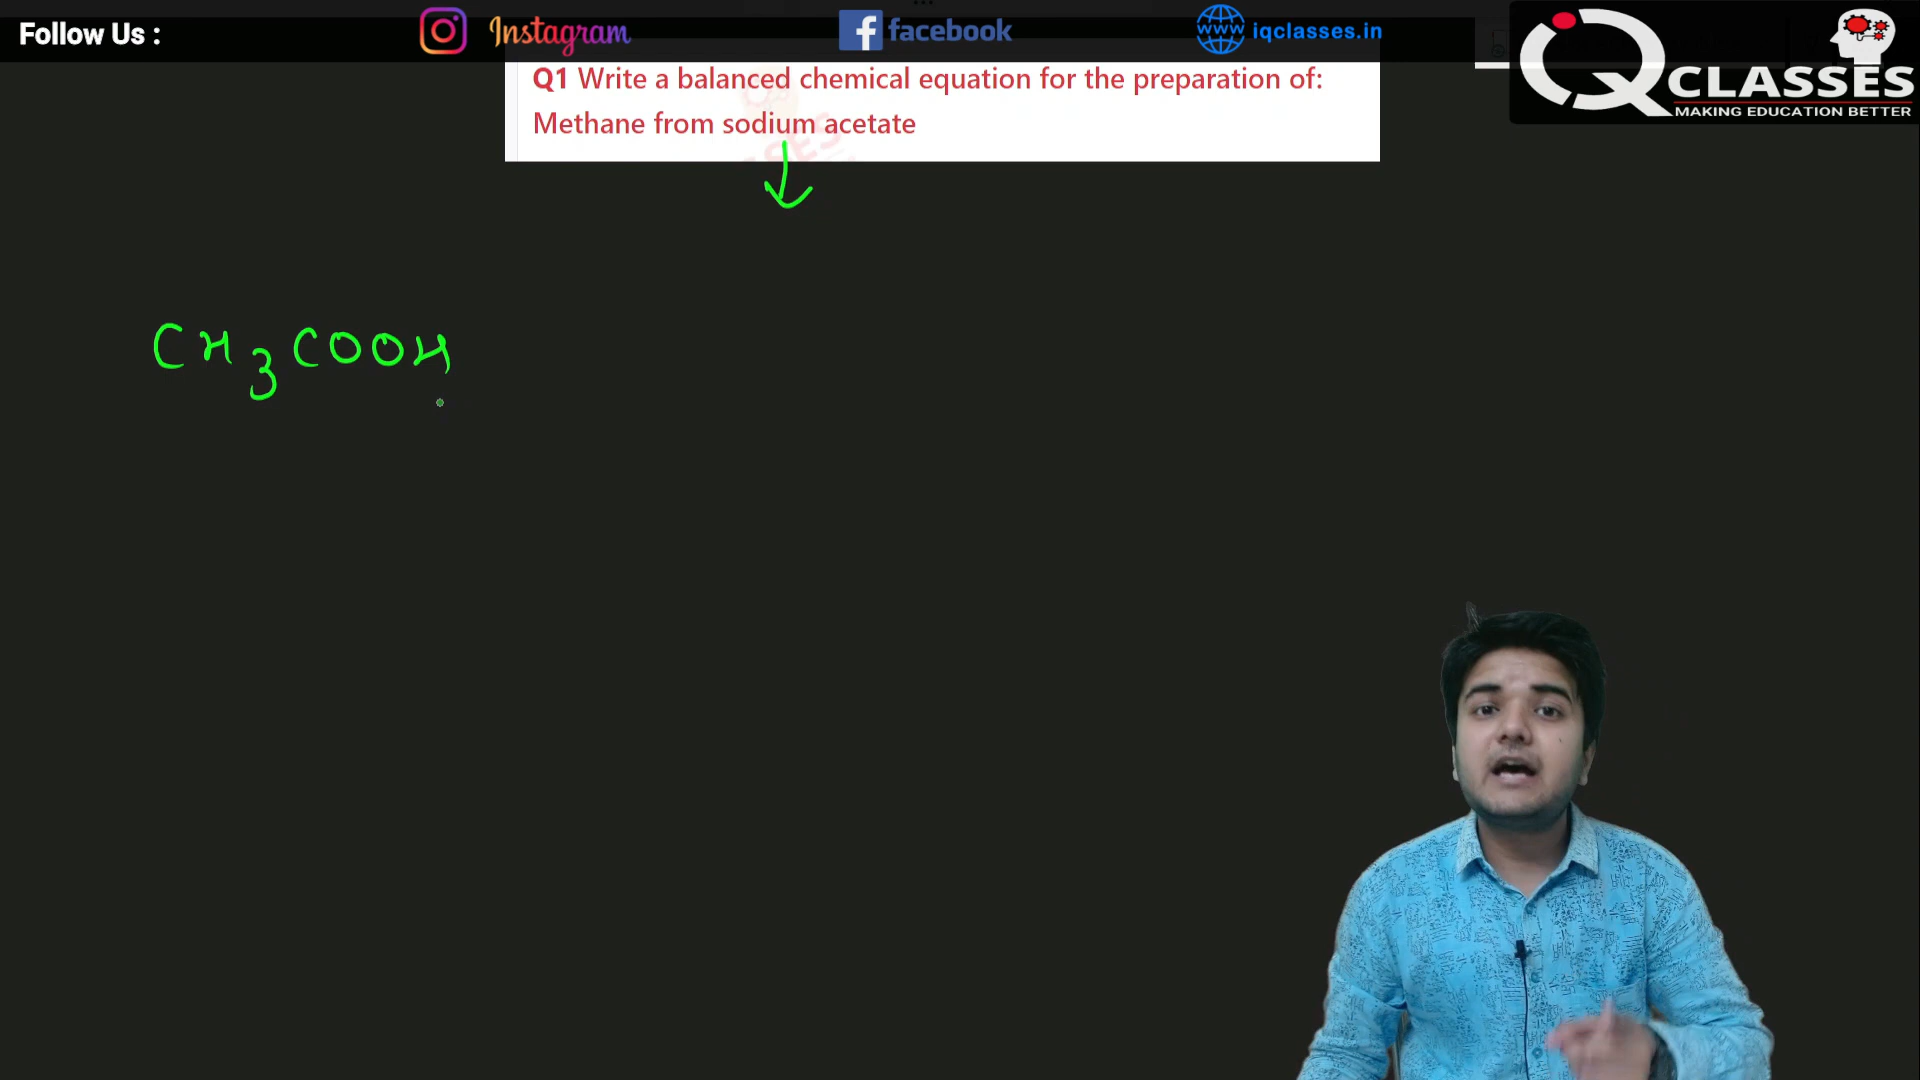 Follow Us :
Instagram
facebook
www iqclasses.in
IQ CLASSES
MAKING EDUCATION BETTER
Q1 Write a balanced chemical equation for the preparation of:
Methane from sodium acetate
CH3COOH